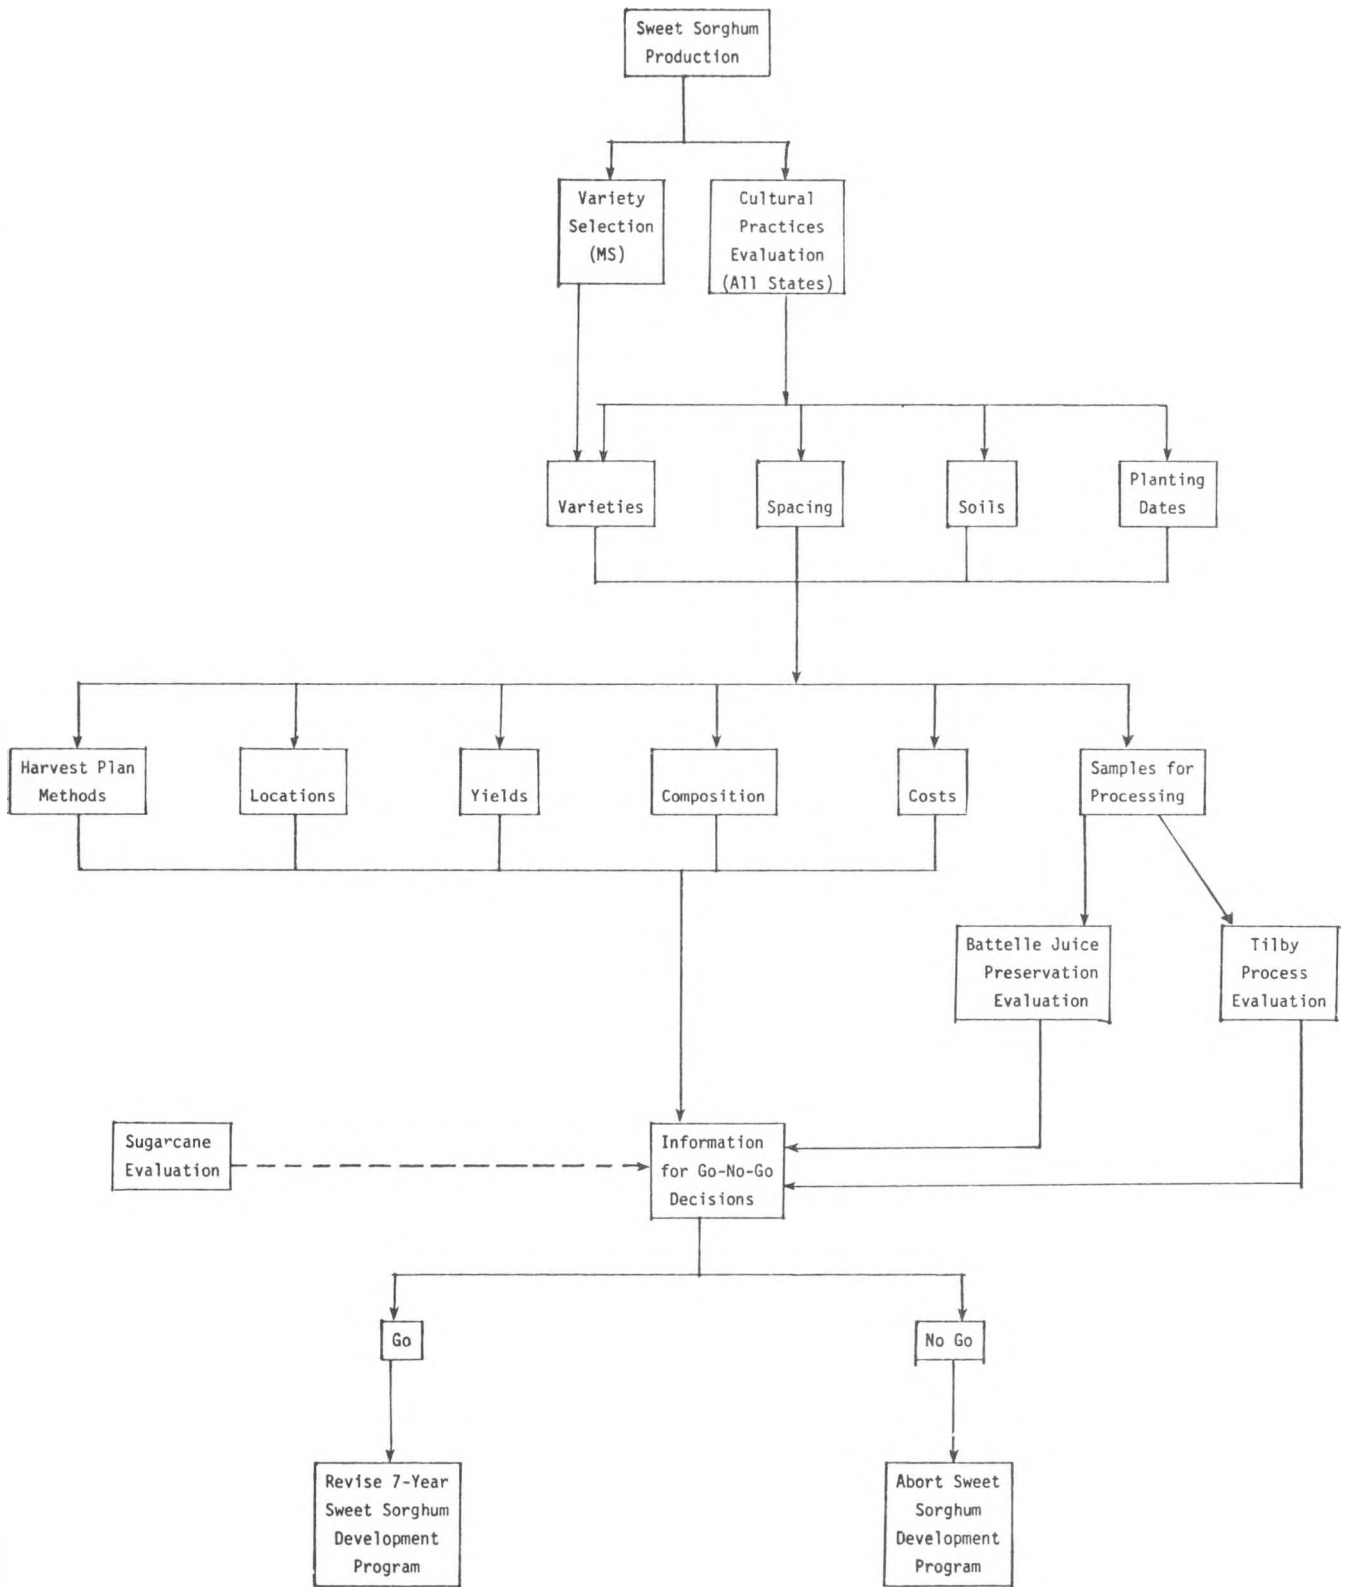 Sweet Sorghum
Production
Variety
Selection
(MS)
Cultural
Practices
Evaluation
(All States)
Varieties
Spacing
Soils
Planting
Dates
Harvest Plan
Methods
Locations
Yields
Composition
Costs
Samples for
Processing
Battelle Juice
Preservation
Evaluation
Tilby
Process
Evaluation
Sugarcane
Evaluation
Information
for Go-No-Go
Decisions
Go
No Go
Revise 7-Year
Sweet Sorghum
Development
Program
Abort Sweet
Sorghum
Development
Program